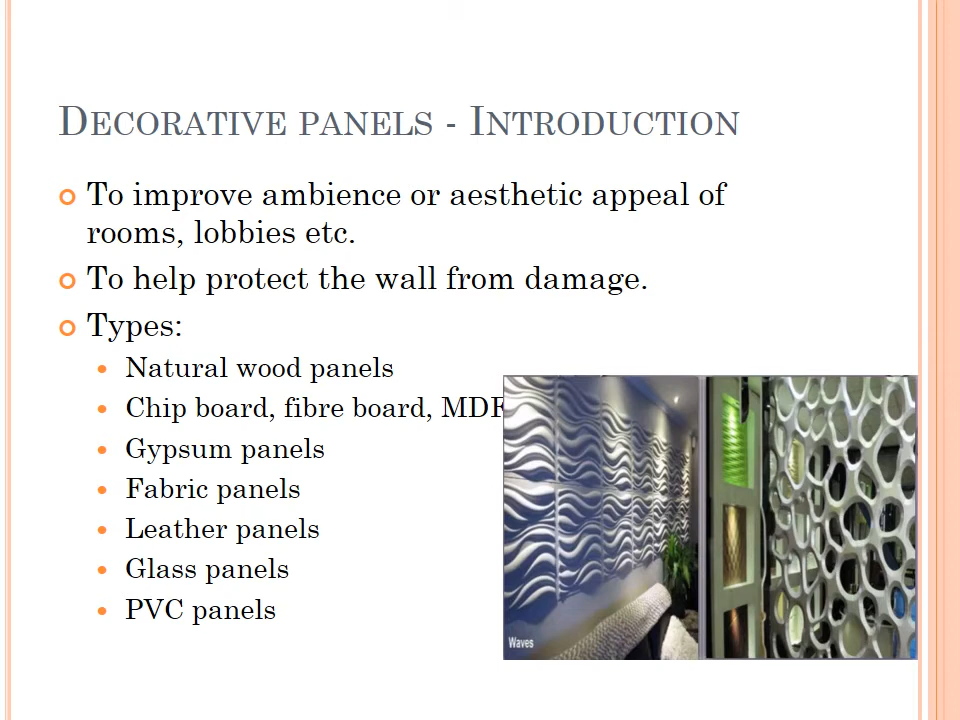 Decorative panels - Introduction
To improve ambience or aesthetic appeal of
rooms, lobbies etc.
To help protect the wall from damage.
Types:
Natural wood panels
Chip board, fibre board, MDF
Gypsum panels
Fabric panels
Leather panels
Glass panels
PVC panels
Waves